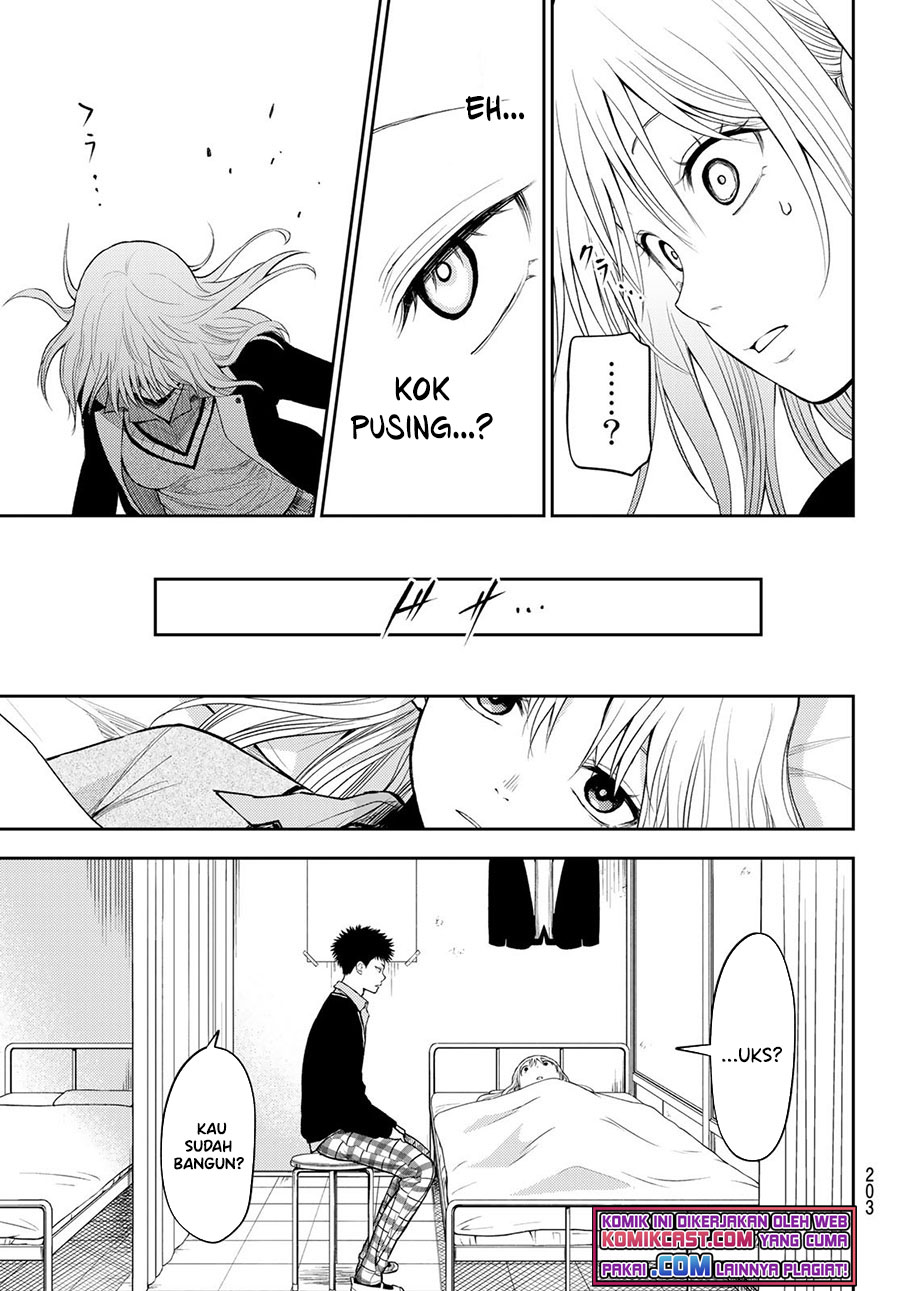 クラ…
……?
EH...
KOK
PUSING...?
フラ…
ドサ…
...UKS?
KAU
SUDAH
BANGUN?
203
KOMIK INI DIKERJAKAN OLEH WEB
KOMIKCAST.COM YANG CUMA
PAKAI .COM LAINNYA PLAGIAT!